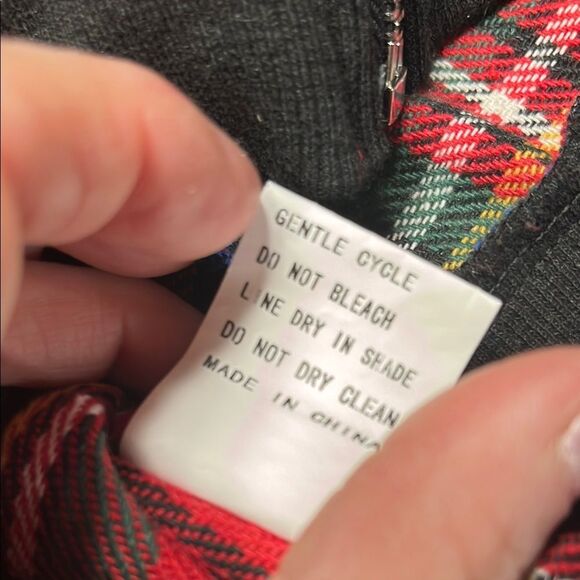 GENTLE CYCLE
DO NOT BLEACH
LINE DRY IN SHADE
DO NOT DRY CLEAN
MADE IN CHINA